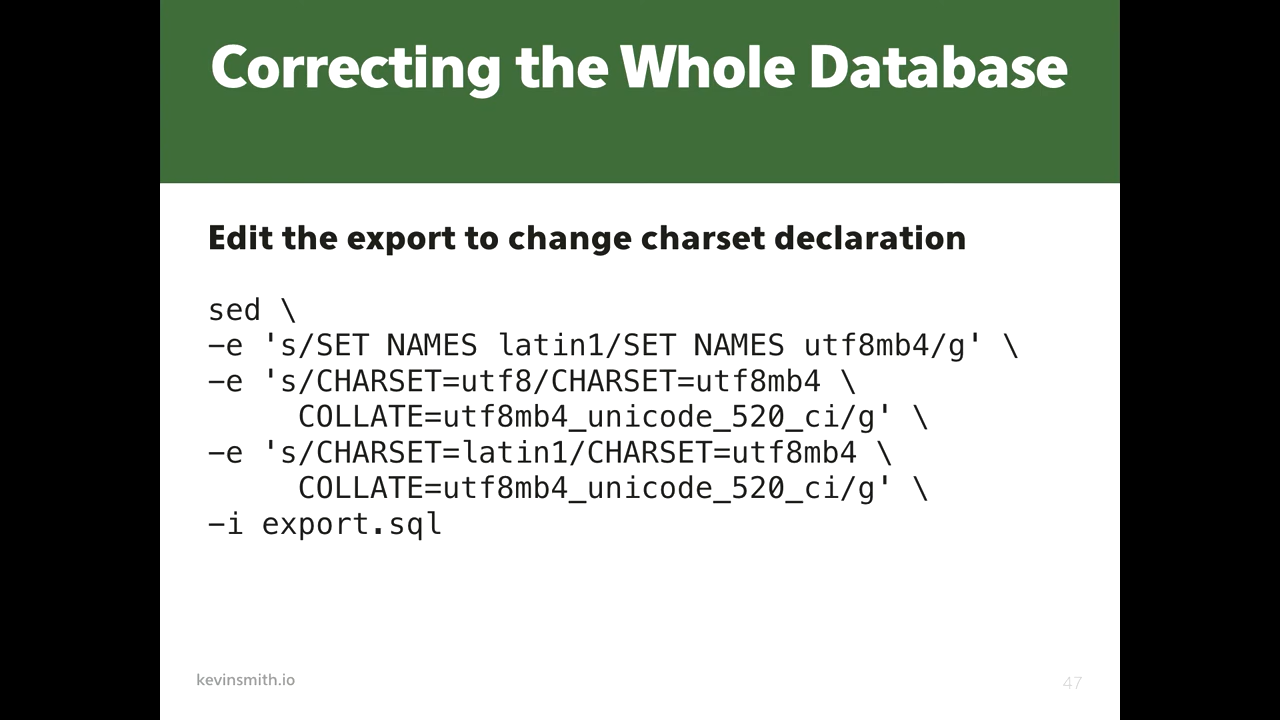 Correcting the Whole Database
Edit the export to change charset declaration
sed \
-e 's/SET NAMES latin1/SET NAMES utf8mb4/g' \
-e 's/CHARSET=utf8/CHARSET=utf8mb4 \
COLLATE=utf8mb4_unicode_520_ci/g' \
-e 's/CHARSET=latin1/CHARSET=utf8mb4 \
COLLATE=utf8mb4_unicode_520_ci/g' \
-i export.sql
kevinsmith.io
47